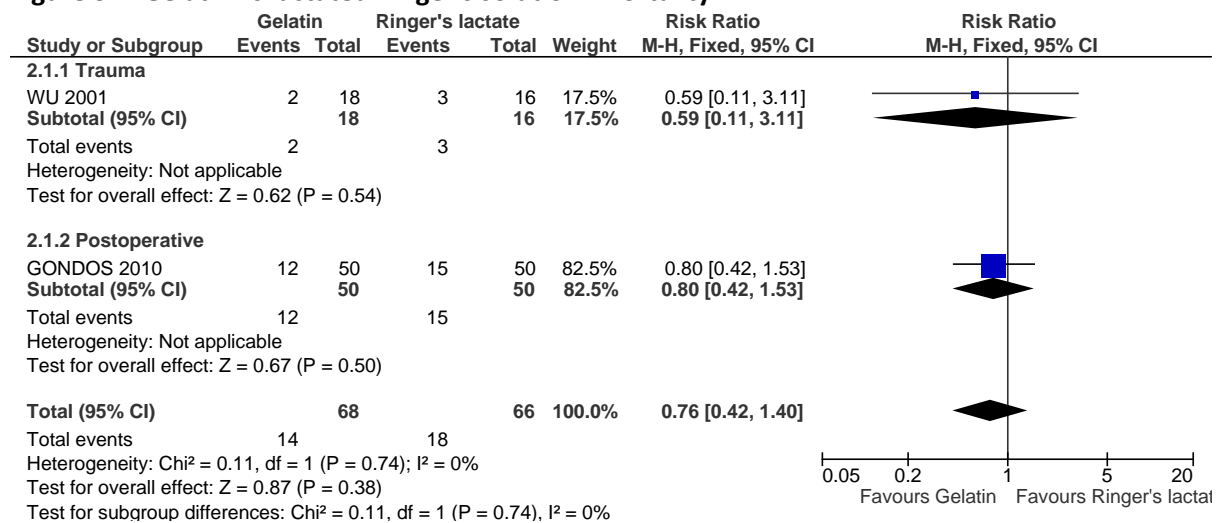 Gelatin Ringer's lactate Risk Ratio Risk Ratio
Study or Subgroup Events Total Events Total Weight M-H, Fixed, 95% CI M-H, Fixed, 95% CI
2.1.1 Trauma
WU 2001 2 18 3 16 17.5% 0.59 [0.11, 3.11]
Subtotal (95% CI) 18 16 17.5% 0.59 [0.11, 3.11]
Total events 2 3
Heterogeneity: Not applicable
Test for overall effect: Z = 0.62 (P = 0.54)
2.1.2 Postoperative
GONDOS 2010 12 50 15 50 82.5% 0.80 [0.42, 1.53]
Subtotal (95% CI) 50 50 82.5% 0.80 [0.42, 1.53]
Total events 12 15
Heterogeneity: Not applicable
Test for overall effect: Z = 0.67 (P = 0.50)
Total (95% CI) 68 66 100.0% 0.76 [0.42, 1.40]
Total events 14 18
Heterogeneity: Chi² = 0.11, df = 1 (P = 0.74); I² = 0%
Test for overall effect: Z = 0.87 (P = 0.38)
Test for subgroup differences: Chi² = 0.11, df = 1 (P = 0.74), I² = 0%
0.05 0.2 1 5 20
Favours Gelatin Favours Ringer's lactat